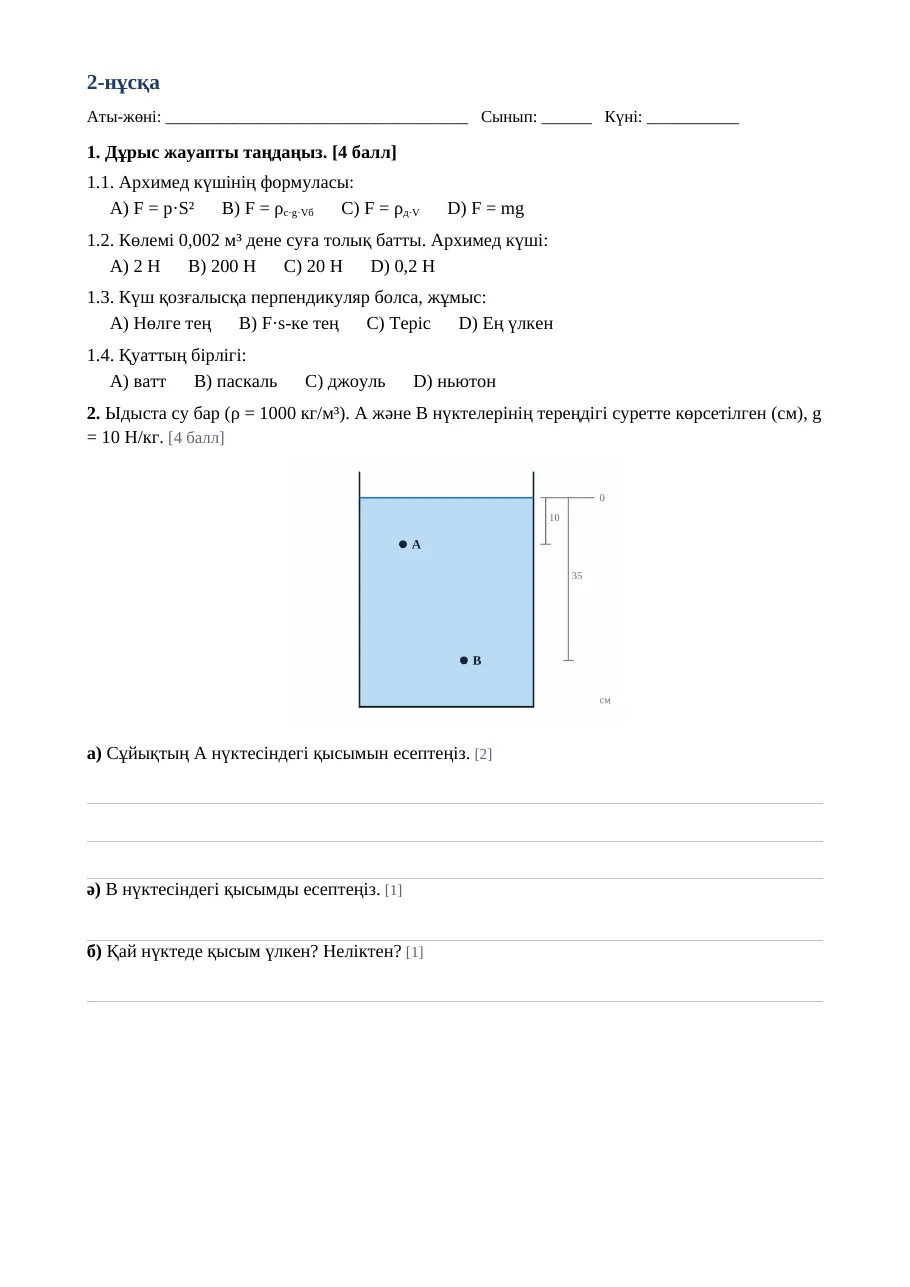 2-нұсқа
Аты-жөні: ____________________________________ Сынып: ______ Күні: ___________
1. Дұрыс жауапты таңдаңыз. [4 балл]
1.1. Архимед күшінің формуласы:
A) F = p·S² B) F = ρс·g·Vб C) F = ρд·V D) F = mg
1.2. Көлемі 0,002 м³ дене суға толық батты. Архимед күші:
A) 2 Н B) 200 Н C) 20 Н D) 0,2 Н
1.3. Күш қозғалысқа перпендикуляр болса, жұмыс:
A) Нөлге тең B) F·s-ке тең C) Теріс D) Ең үлкен
1.4. Қуаттың бірлігі:
A) ватт B) паскаль C) джоуль D) ньютон
2. Ыдыста су бар (ρ = 1000 кг/м³). А және В нүктелерінің тереңдігі суретте көрсетілген (см), g
= 10 Н/кг. [4 балл]
0
10
A
35
B
см
а) Сұйықтың А нүктесіндегі қысымын есептеңіз. [2]
ә) В нүктесіндегі қысымды есептеңіз. [1]
б) Қай нүктеде қысым үлкен? Неліктен? [1]